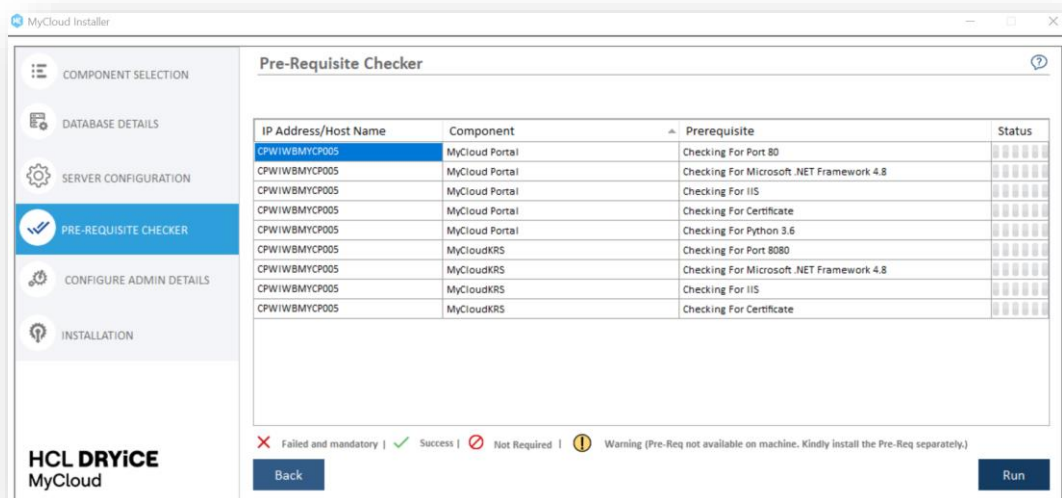 MyCloud Installer
COMPONENT SELECTION
DATABASE DETAILS
SERVER CONFIGURATION
PRE-REQUISITE CHECKER
CONFIGURE ADMIN DETAILS
INSTALLATION
HCL DRYiCE
MyCloud
Pre-Requisite Checker
IP Address/Host Name Component Prerequisite Status
CPWIWBMYCP005 MyCloud Portal Checking For Port 80
CPWIWBMYCP005 MyCloud Portal Checking For Microsoft .NET Framework 4.8
CPWIWBMYCP005 MyCloud Portal Checking For IIS
CPWIWBMYCP005 MyCloud Portal Checking For Certificate
CPWIWBMYCP005 MyCloud Portal Checking For Python 3.6
CPWIWBMYCP005 MyCloudKRS Checking For Port 8080
CPWIWBMYCP005 MyCloudKRS Checking For Microsoft .NET Framework 4.8
CPWIWBMYCP005 MyCloudKRS Checking For IIS
CPWIWBMYCP005 MyCloudKRS Checking For Certificate
Failed and mandatory | Success | Not Required | Warning (Pre-Req not available on machine. Kindly install the Pre-Req separately.)
Back Run